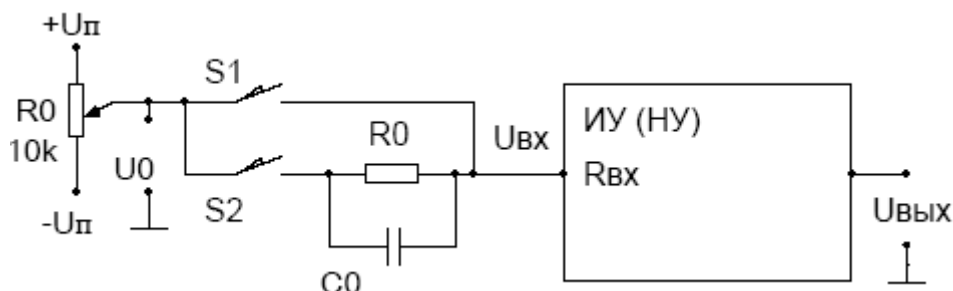 +Uп
S1
R0
10k
U0
-Uп
S2
R0
C0
Uвх
ИУ (НУ)
Rвх
Uвых